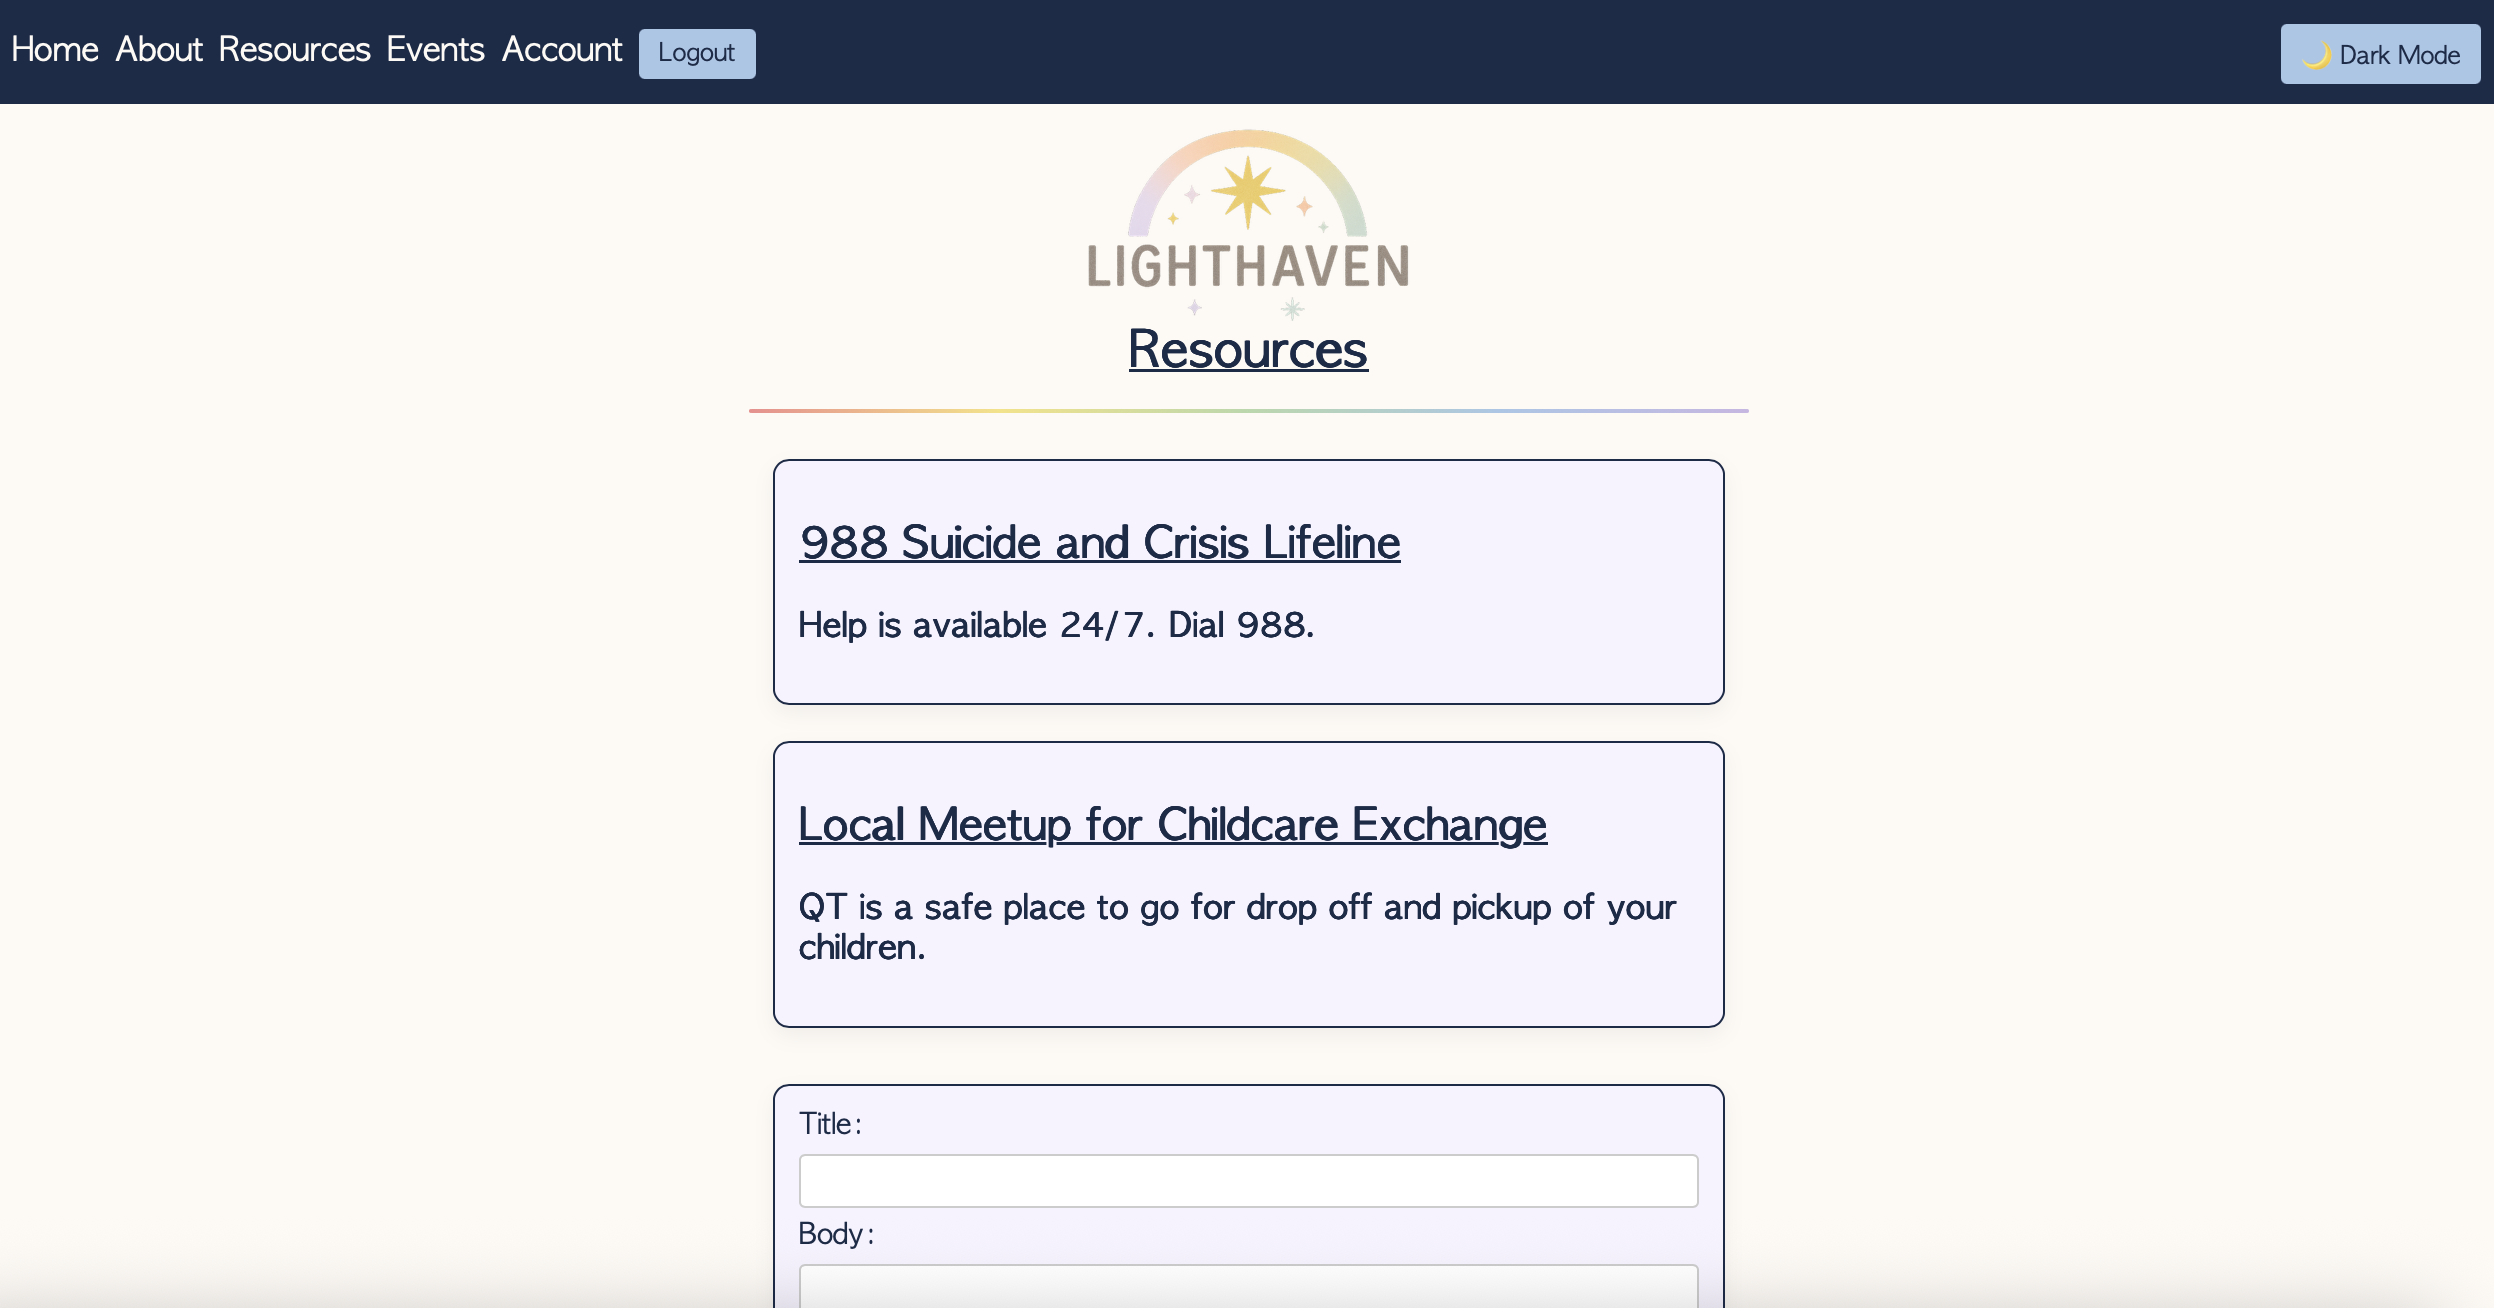 Home About Resources Events Account Logout 🌙 Dark Mode
LIGHTHAVEN
Resources
988 Suicide and Crisis Lifeline
Help is available 24/7. Dial 988.
Local Meetup for Childcare Exchange
QT is a safe place to go for drop off and pickup of your
children.
Title:
Body: